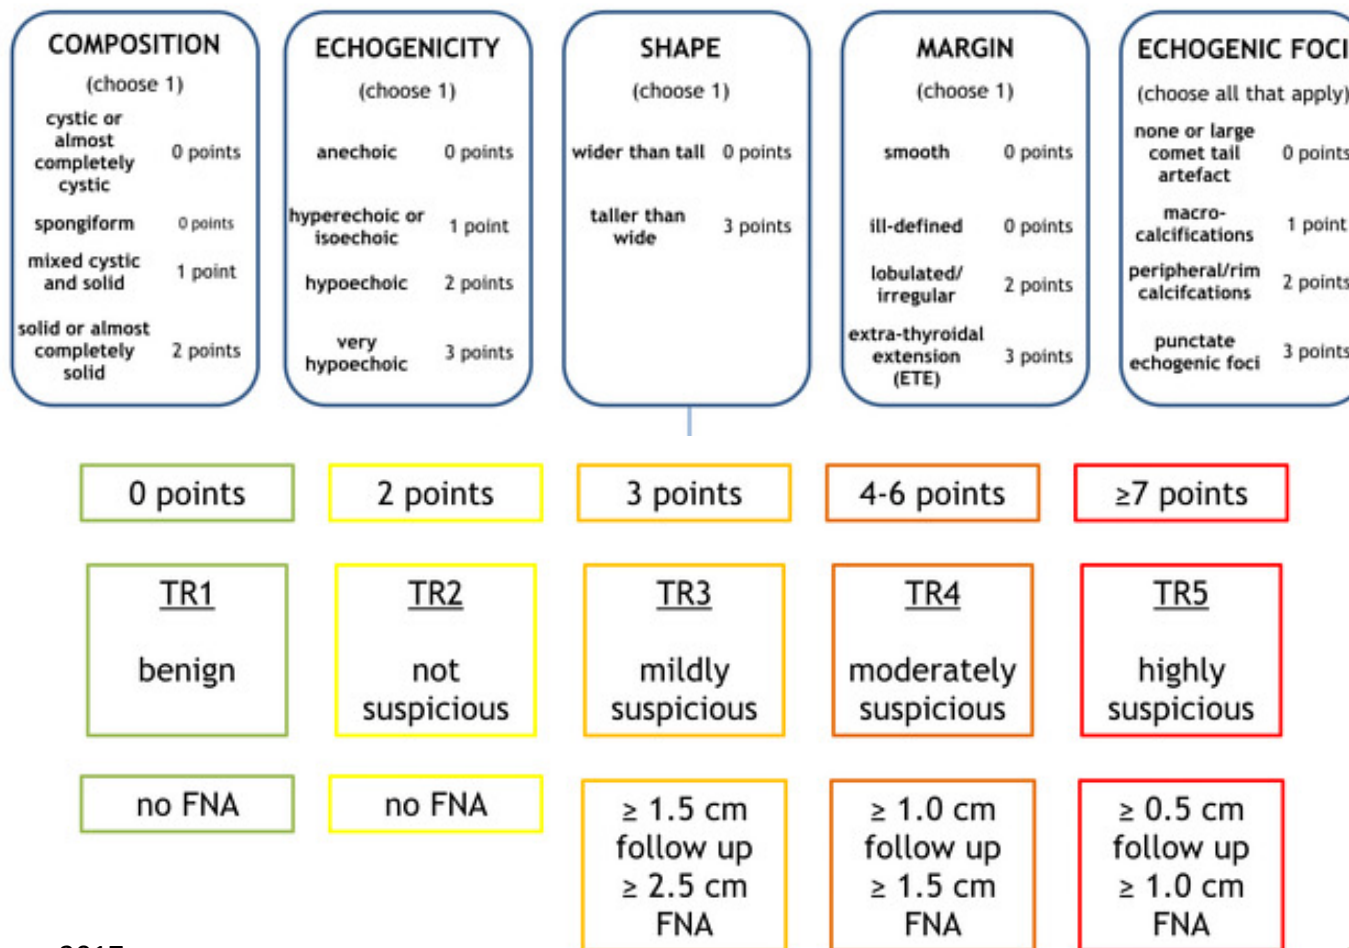 COMPOSITION
(choose 1)
cystic or
almost
completely
cystic
0 points
spongiform
0 points
mixed cystic
and solid
1 point
solid or almost
completely
solid
2 points
ECHOGENICITY
(choose 1)
anechoic
0 points
hyperechoic or
isoechoic
1 point
hypoechoic
2 points
very
hypoechoic
3 points
SHAPE
(choose 1)
wider than tall
0 points
taller than
wide
3 points
MARGIN
(choose 1)
smooth
0 points
ill-defined
0 points
lobulated/
irregular
2 points
extra-thyroidal
extension
(ETE)
3 points
ECHOGENIC FOCI
(choose all that apply)
none or large
comet tail
artefact
0 points
macro-
calcifications
1 point
peripheral/rim
calcifcations
2 points
punctate
echogenic foci
3 points
0 points
2 points
3 points
4-6 points
≥7 points
TR1
benign
TR2
not
suspicious
TR3
mildly
suspicious
TR4
moderately
suspicious
TR5
highly
suspicious
no FNA
no FNA
≥ 1.5 cm
follow up
≥ 2.5 cm
FNA
≥ 1.0 cm
follow up
≥ 1.5 cm
FNA
≥ 0.5 cm
follow up
≥ 1.0 cm
FNA